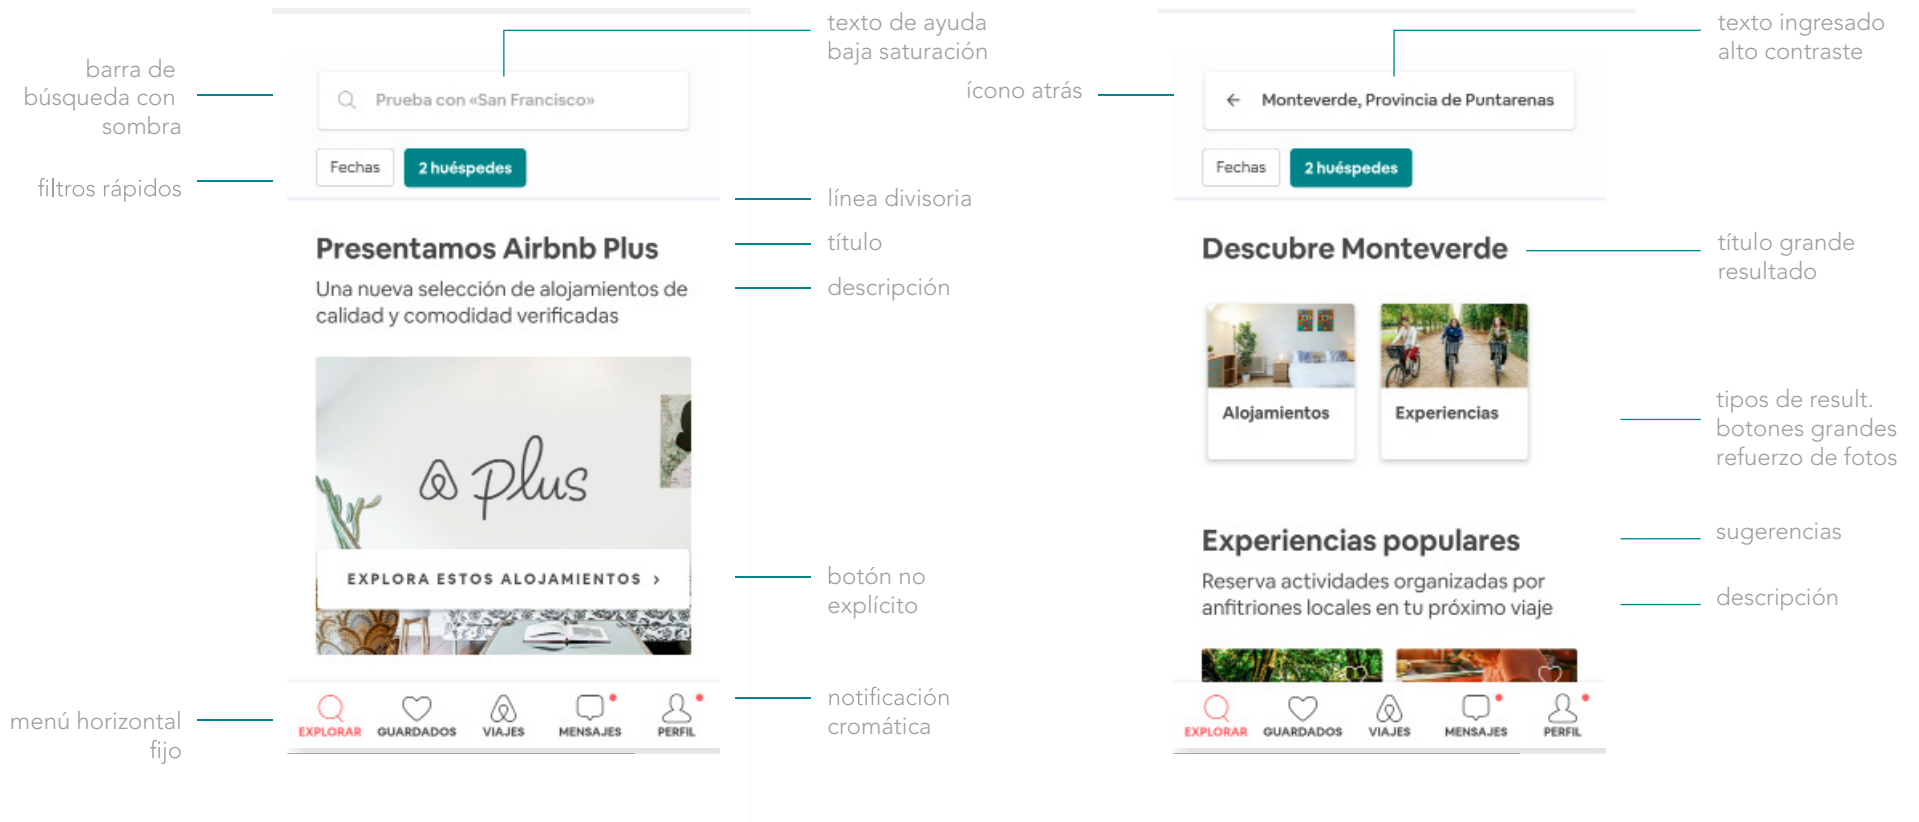 texto de ayuda
baja saturación
barra de
búsqueda con
sombra
Prueba con «San Francisco»
Fechas
2 huéspedes
filtros rápidos
línea divisoria
Presentamos Airbnb Plus
título
Una nueva selección de alojamientos de
calidad y comodidad verificadas
descripción
plus
EXPLORA ESTOS ALOJAMIENTOS >
botón no
explícito
notificación
cromática
menú horizontal
fijo
EXPLORAR
GUARDADOS
VIAJES
MENSAJES
PERFIL
texto ingresado
alto contraste
ícono atrás
Monteverde, Provincia de Puntarenas
Fechas
2 huéspedes
Descubre Monteverde
título grande
resultado
Alojamientos
Experiencias
tipos de result.
botones grandes
refuerzo de fotos
Experiencias populares
sugerencias
Reserva actividades organizadas por
anfitriones locales en tu próximo viaje
descripción
EXPLORAR
GUARDADOS
VIAJES
MENSAJES
PERFIL